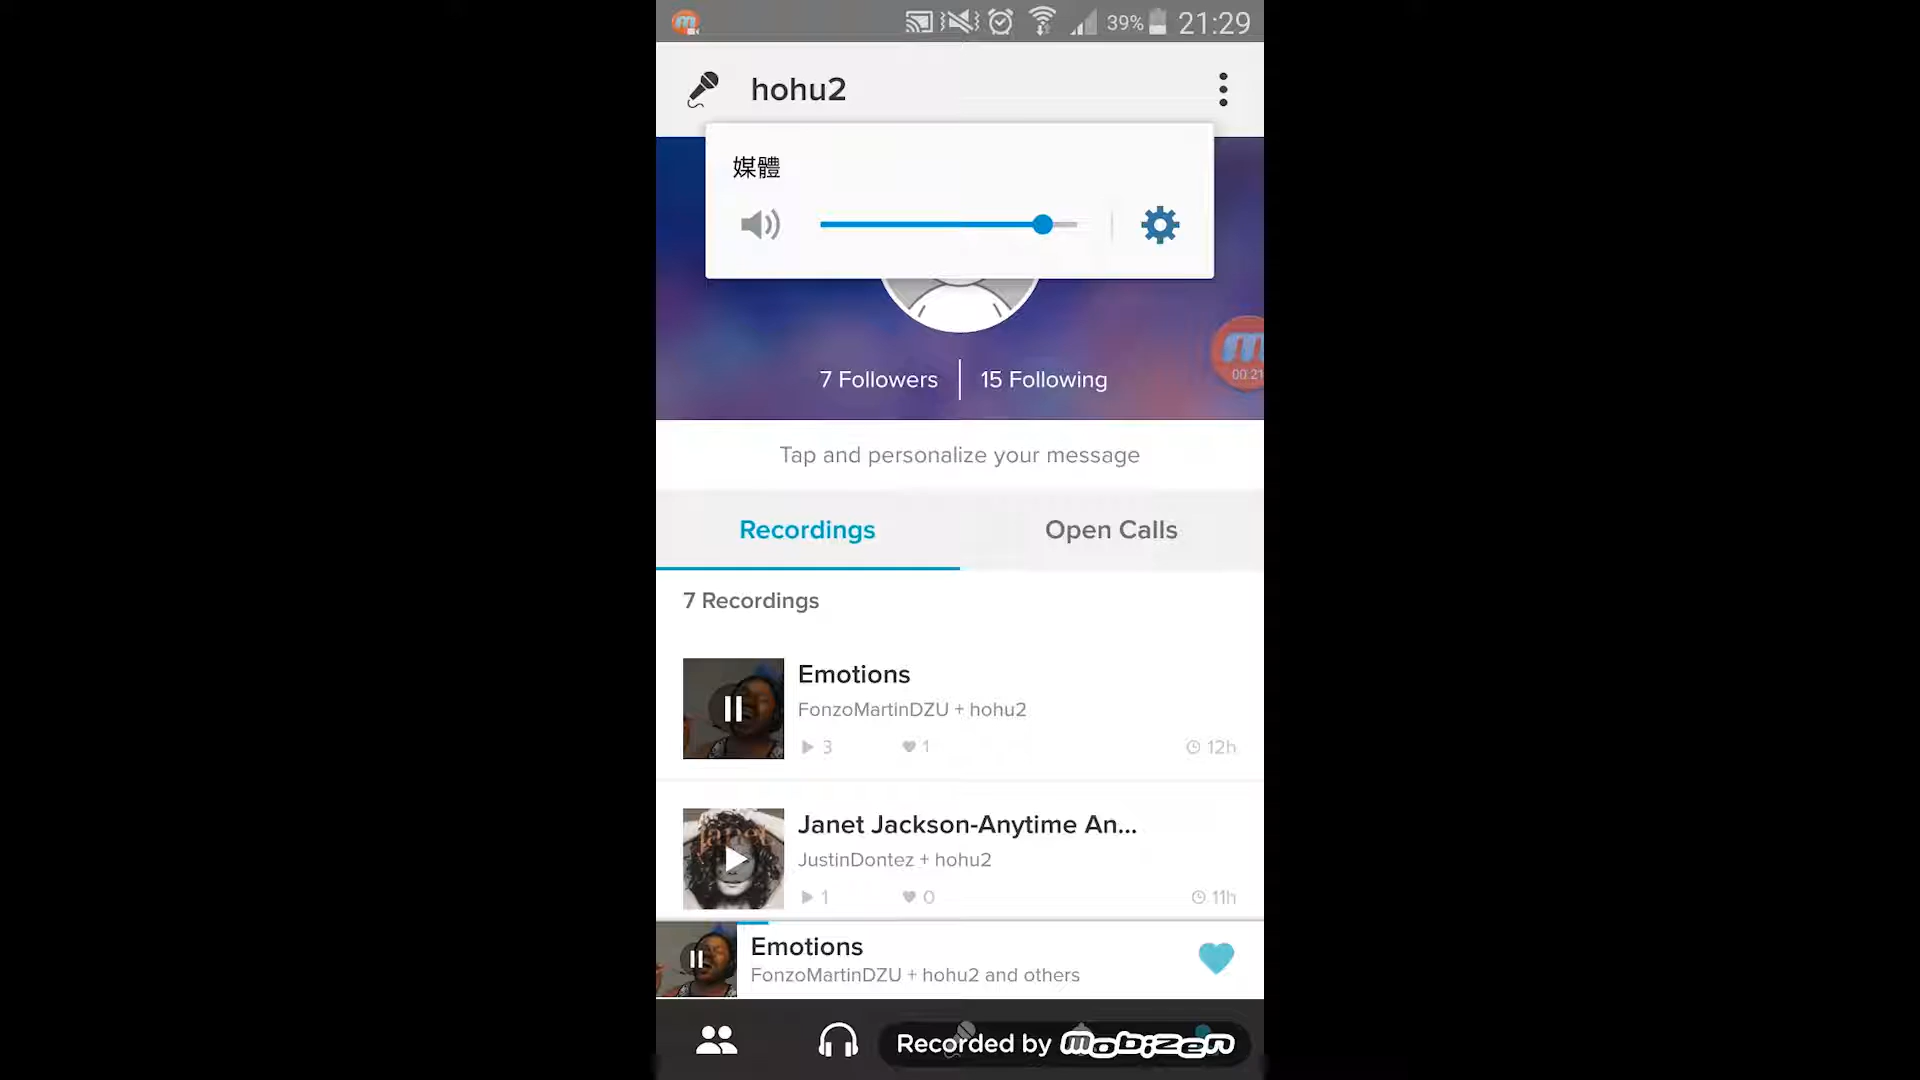 39% 21:29
hohu2
媒體
00:21
7 Followers 15 Following
Tap and personalize your message
Recordings Open Calls
7 Recordings
Emotions
FonzoMartinDZU + hohu2
3 1 12h
Janet Jackson-Anytime An...
JustinDontez + hohu2
1 0 11h
Emotions
FonzoMartinDZU + hohu2 and others
Recorded by mobizen